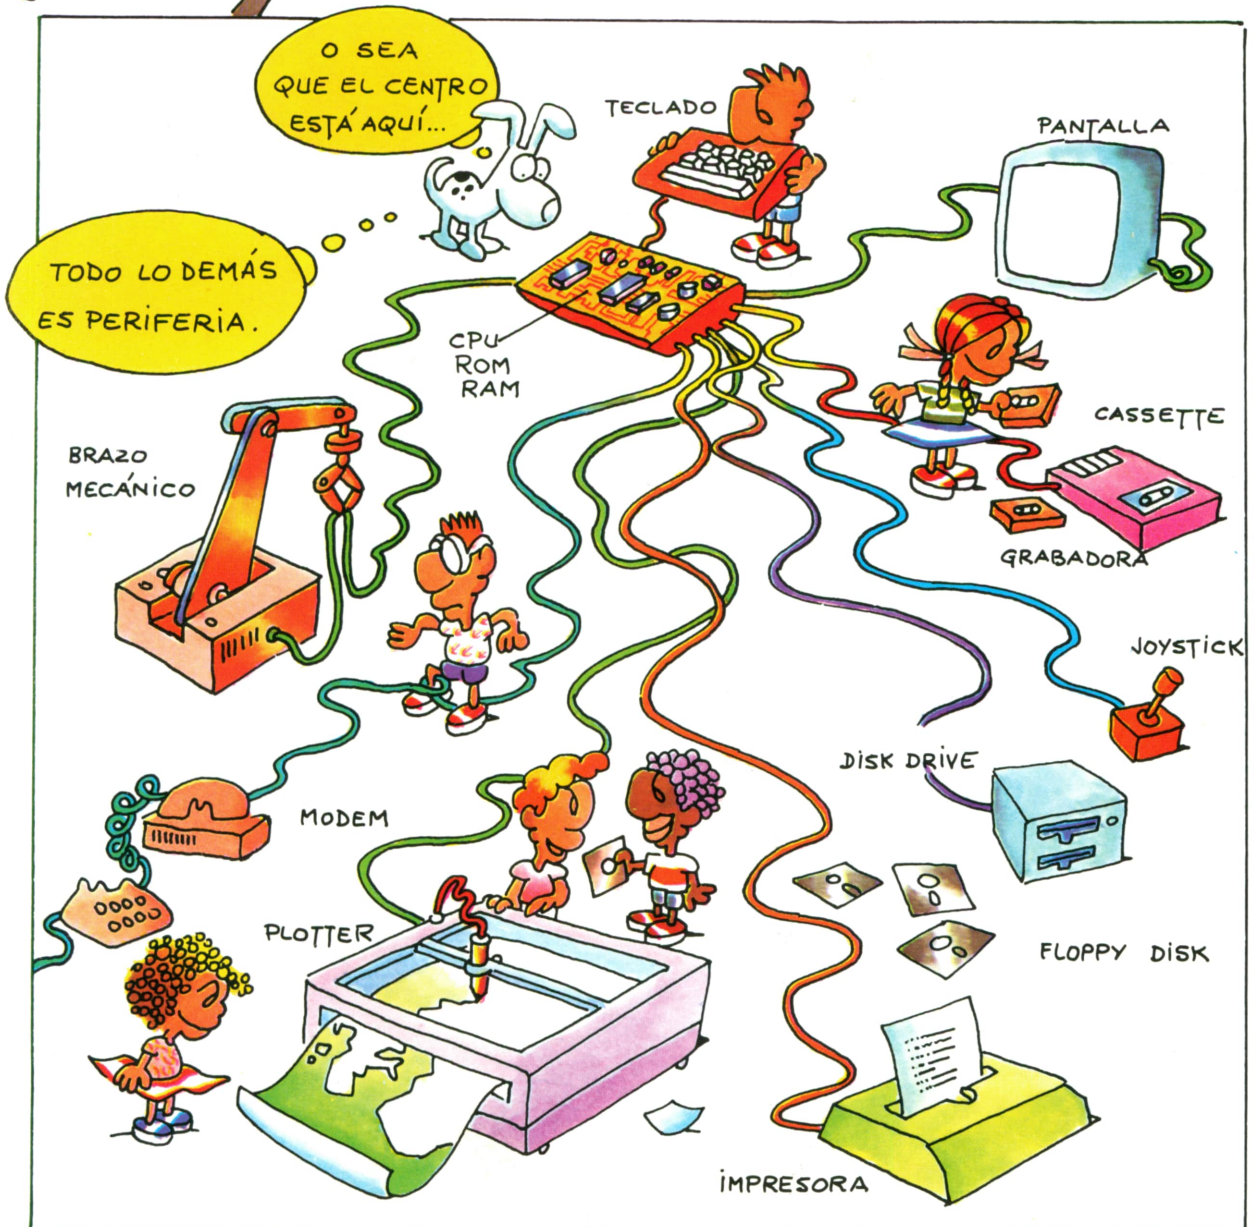 O SEA
QUE EL CENTRO
ESTÁ AQUÍ...
TECLADO
PANTALLA
TODO LO DEMÁS
ES PERIFERIA.
CPU
ROM
RAM
BRAZO
MECÁNICO
CASSETTE
GRABADORA
JOYSTICK
DISK DRIVE
MODEM
PLOTTER
FLOPPY DISK
IMPRESORA